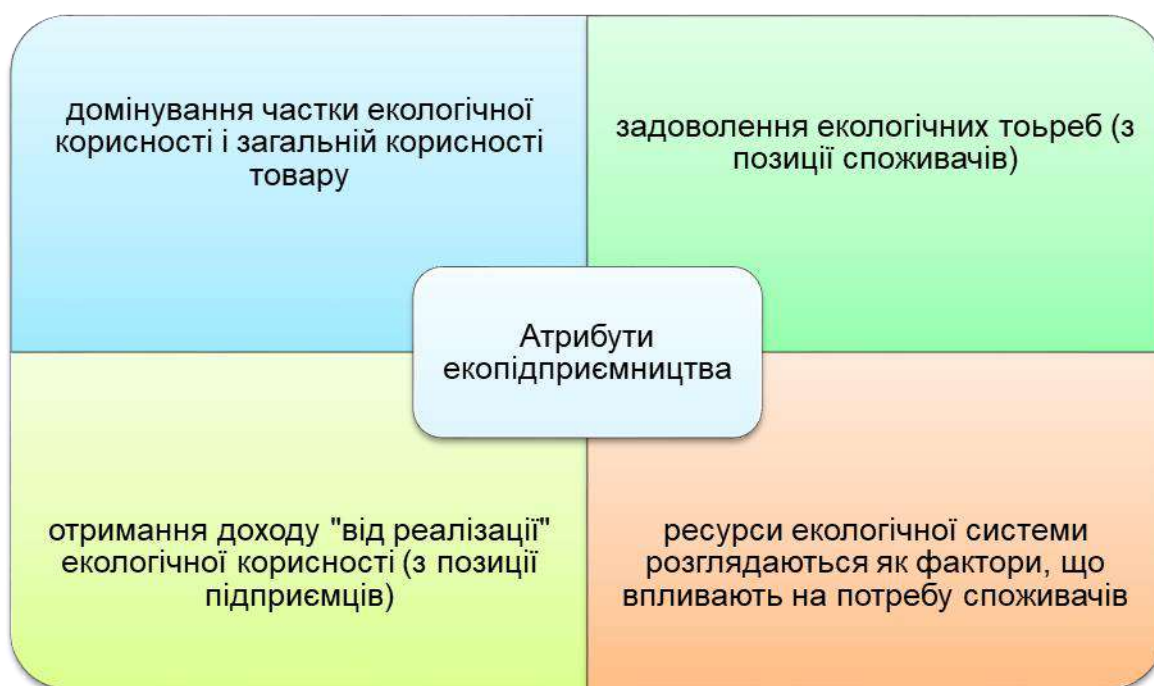 домінування частки екологічної
корисності і загальній корисності
товару
задоволення екологічних тоьреб (з
позиції споживачів)
Атрибути
екопідприємництва
отримання доходу "від реалізації"
екологічної корисності (з позиції
підприємців)
ресурси екологічної системи
розглядаються як фактори, що
впливають на потребу споживачів